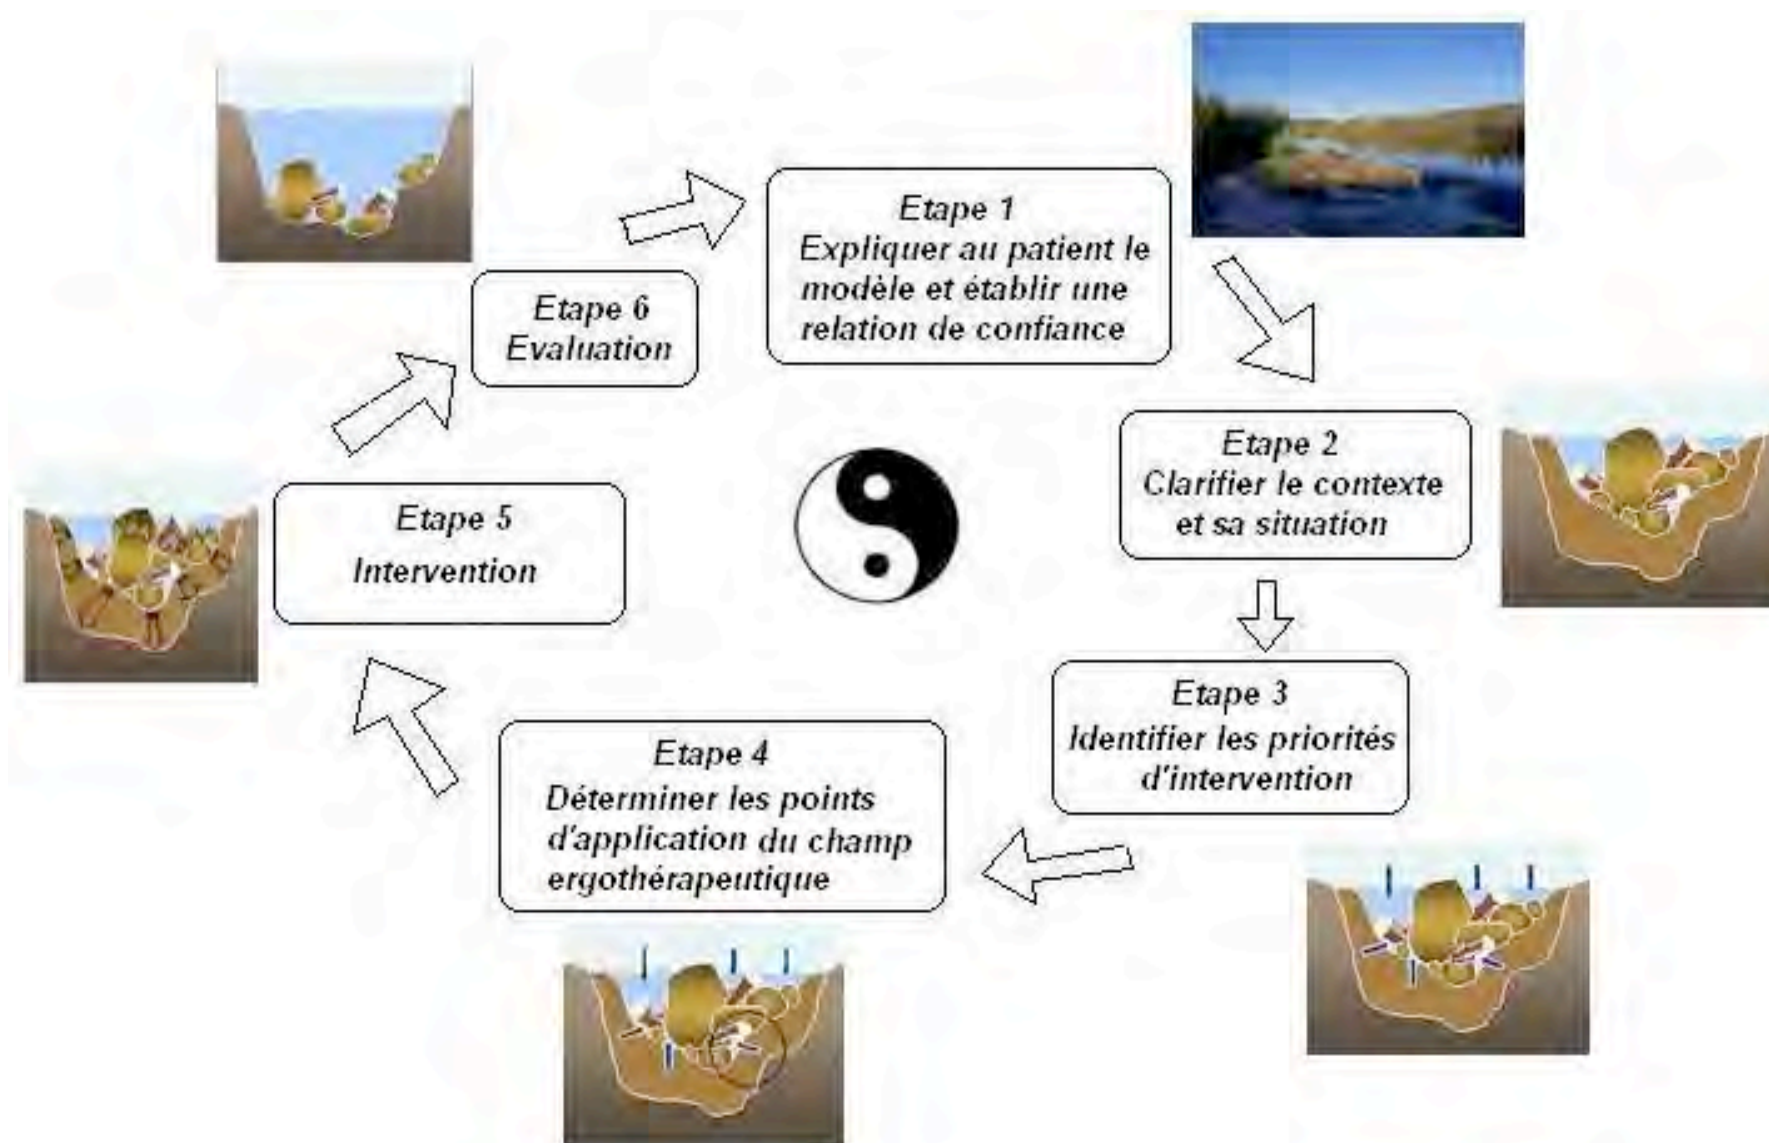 Etape 1
Expliquer au patient le
modèle et établir une
relation de confiance
Etape 2
Clarifier le contexte
et sa situation
Etape 3
Identifier les priorités
d'intervention
Etape 4
Déterminer les points
d'application du champ
ergothérapeutique
Etape 5
Intervention
Etape 6
Evaluation